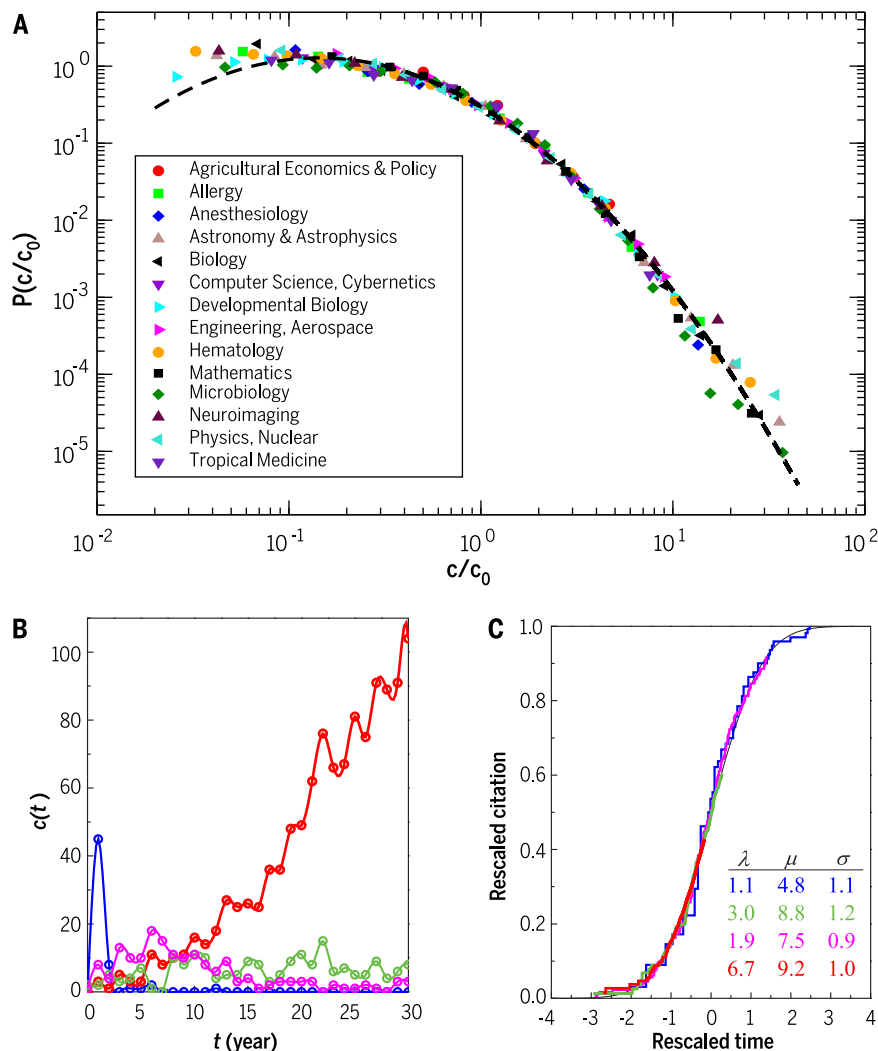 A
10^1
10^0
10^-1
10^-2
10^-3
10^-4
10^-5
P(c/c_0)
Agricultural Economics & Policy
Allergy
Anesthesiology
Astronomy & Astrophysics
Biology
Computer Science, Cybernetics
Developmental Biology
Engineering, Aerospace
Hematology
Mathematics
Microbiology
Neuroimaging
Physics, Nuclear
Tropical Medicine
10^-2 10^-1 10^0 10^1 10^2
c/c_0
B
100
80
60
40
20
0
c(t)
0 5 10 15 20 25 30
t (year)
C
1.0
0.8
0.6
0.4
0.2
0.0
Rescaled citation
λ μ σ
1.1 4.8 1.1
3.0 8.8 1.2
1.9 7.5 0.9
6.7 9.2 1.0
-4 -3 -2 -1 0 1 2 3 4
Rescaled time